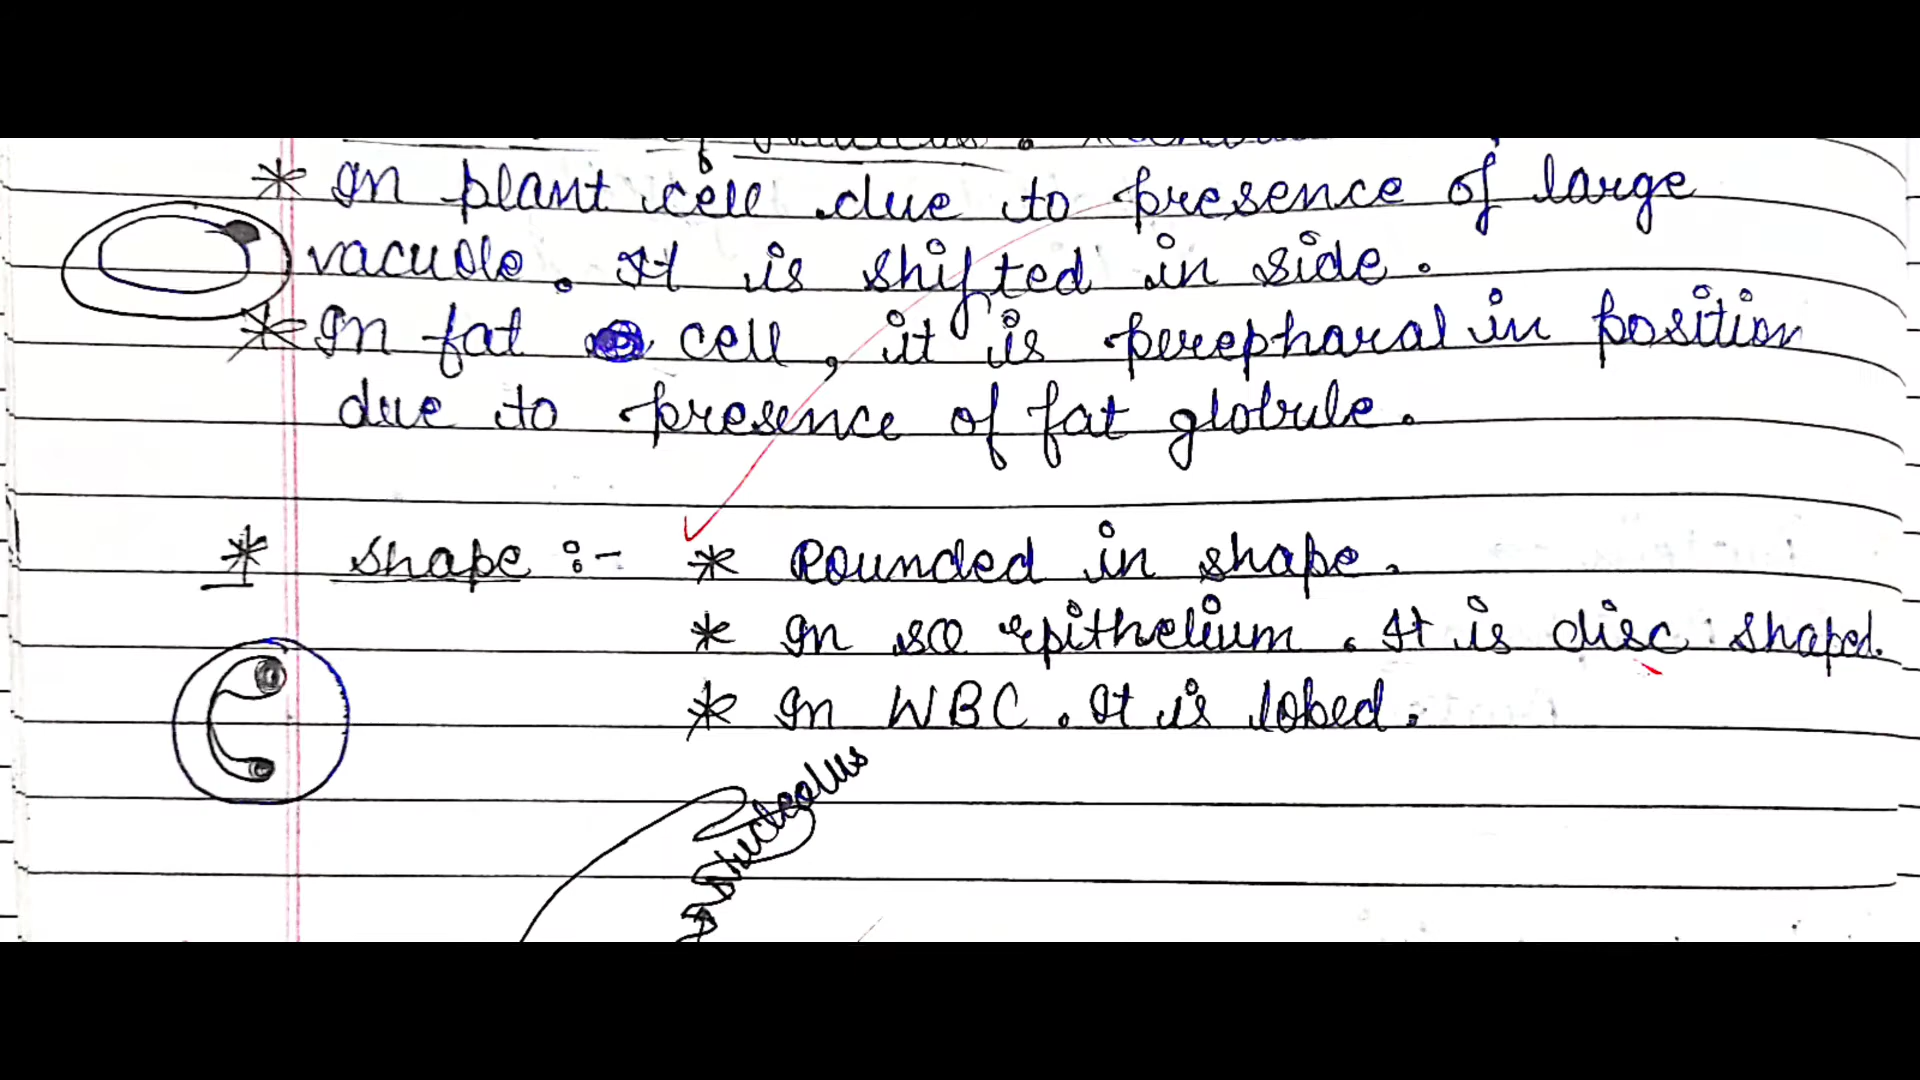 * In plant cell due to presence of large
vacuole. It is shifted in side.
* In fat cell, it is perepharal in position
due to presence of fat globule.
* shape :- * Rounded in shape.
* In sq epithelium. It is disc shaped.
* In WBC. It is lobed.
Nucleolus